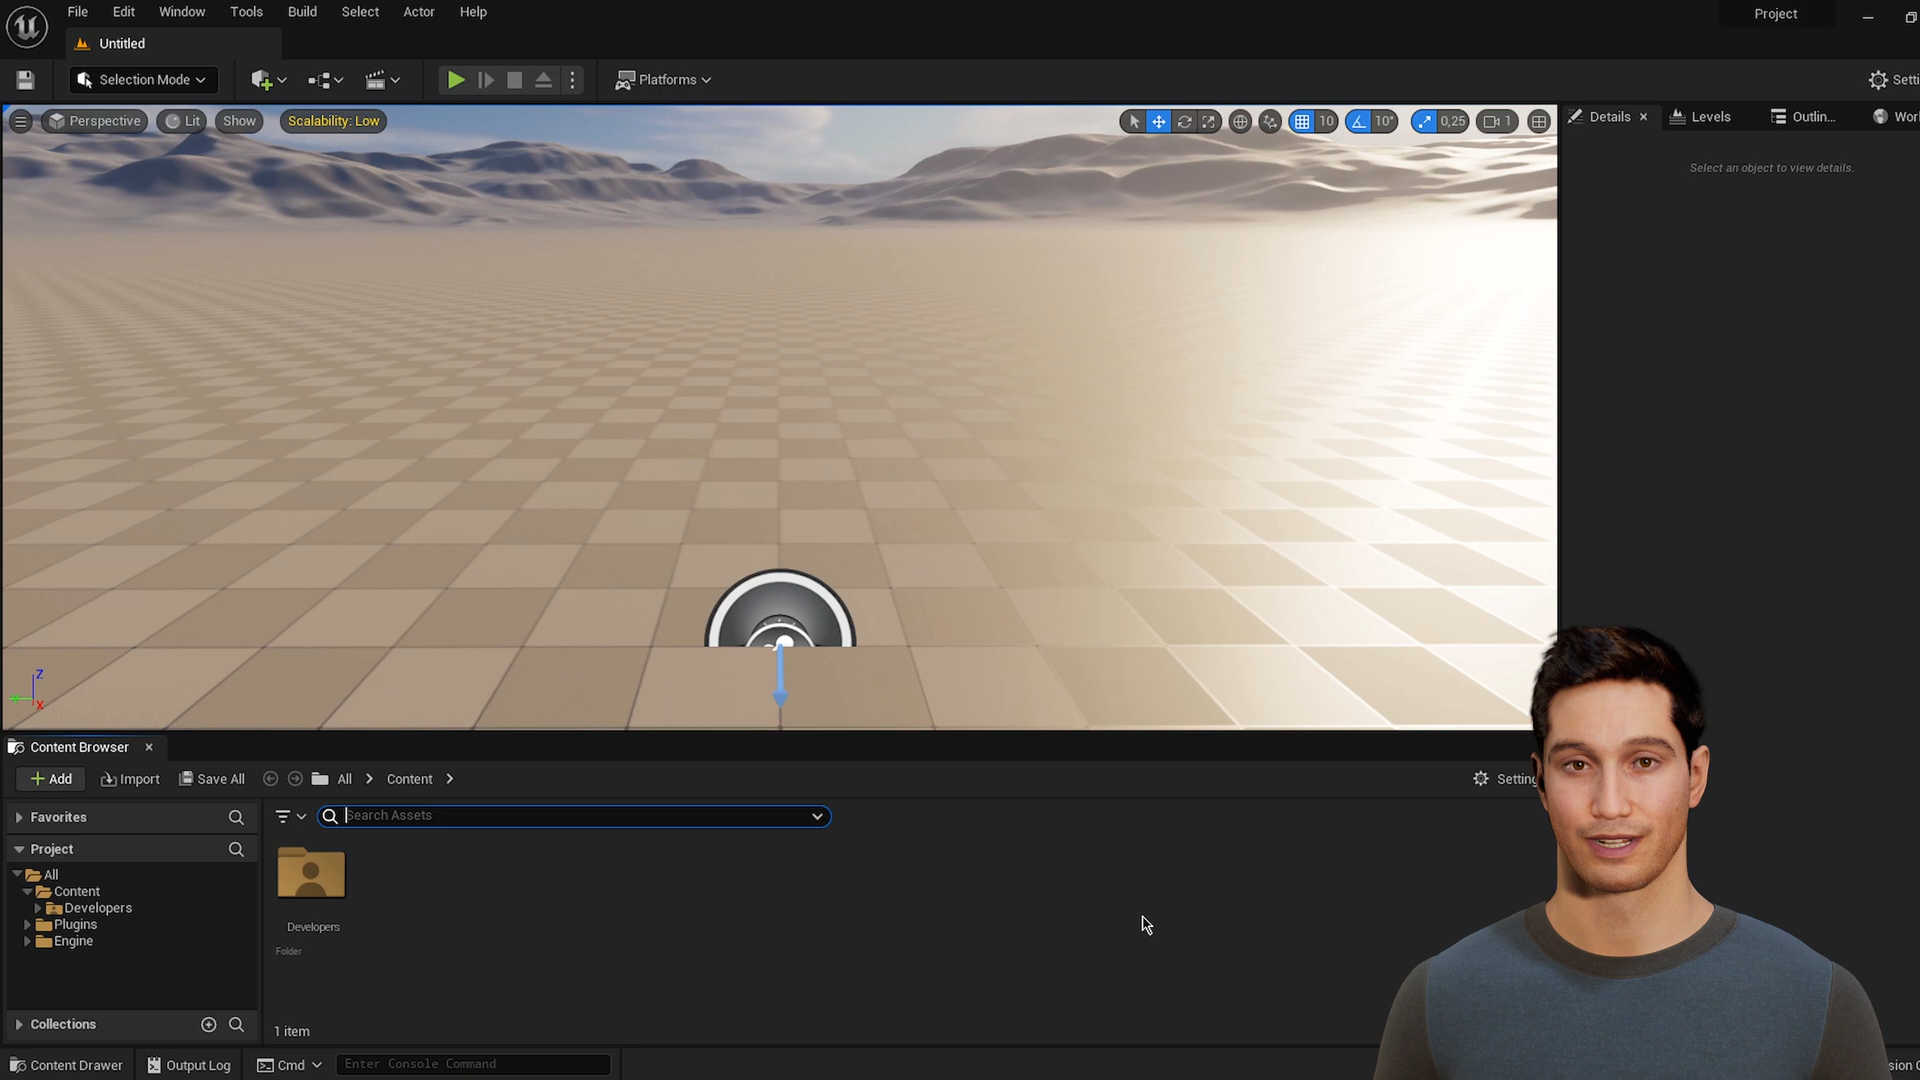 File Edit Window Tools Build Select Actor Help Project
Untitled
Selection Mode Platforms Setti
Perspective Lit Show Scalability: Low 10 10° 0,25 1 Details Levels Outlin... Worl
Select an object to view details.
Z
X
Content Browser
Add Import Save All All Content Setting
Favorites Search Assets
Project
All
Content
Developers
Plugins
Engine
Developers
Folder
Collections
1 item
Content Drawer Output Log Cmd Enter Console Command sion C